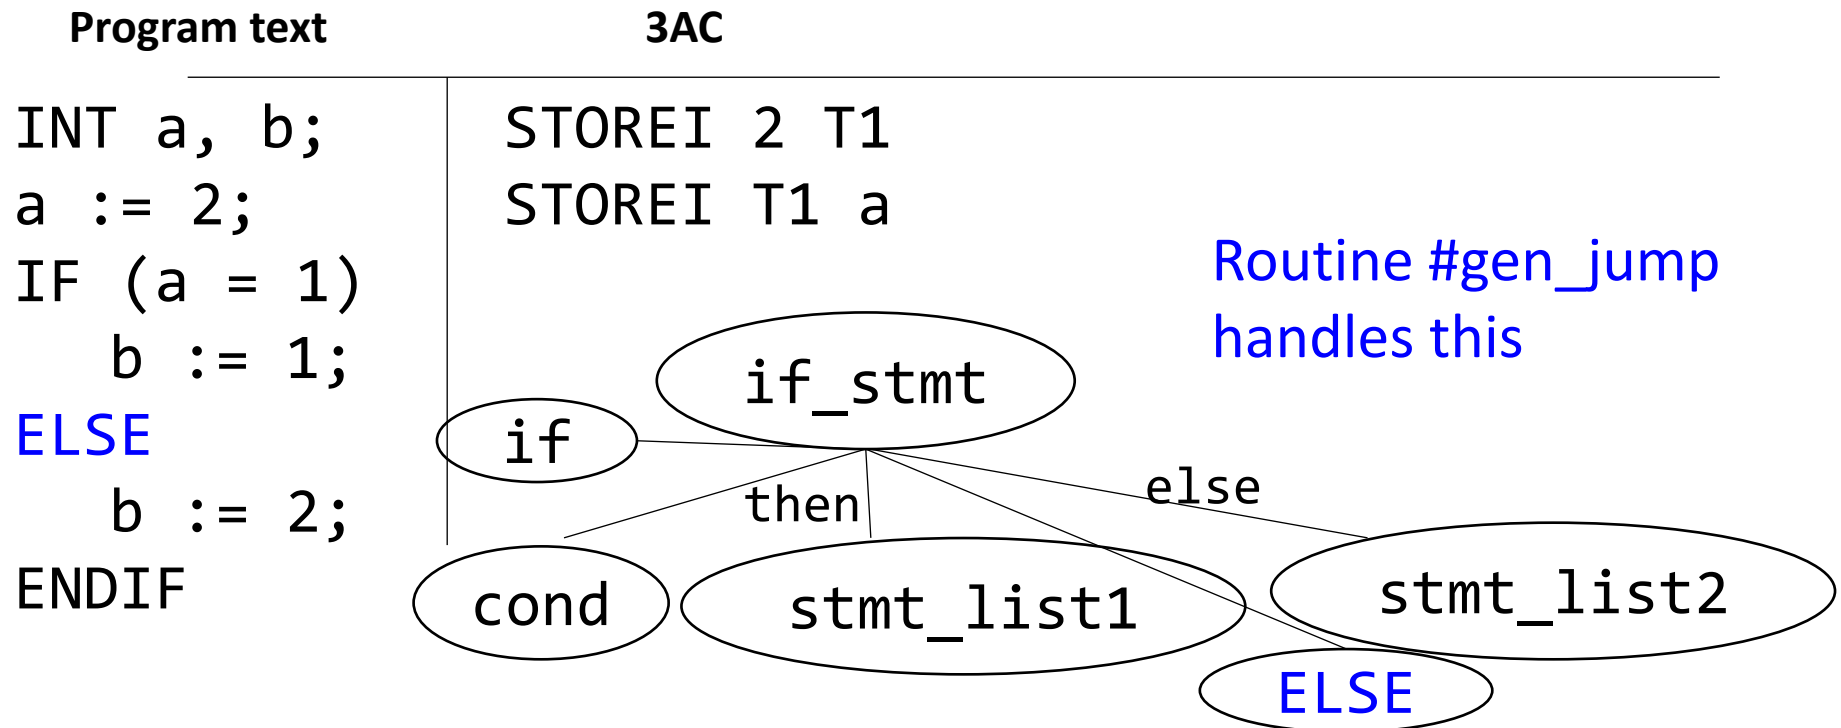 Program text
3AC
INT a, b;
a := 2;
IF (a = 1)
b := 1;
ELSE
b := 2;
ENDIF
STOREI 2 T1
STOREI T1 a
Routine #gen_jump
handles this
if_stmt
if
then
else
cond
stmt_list1
stmt_list2
ELSE